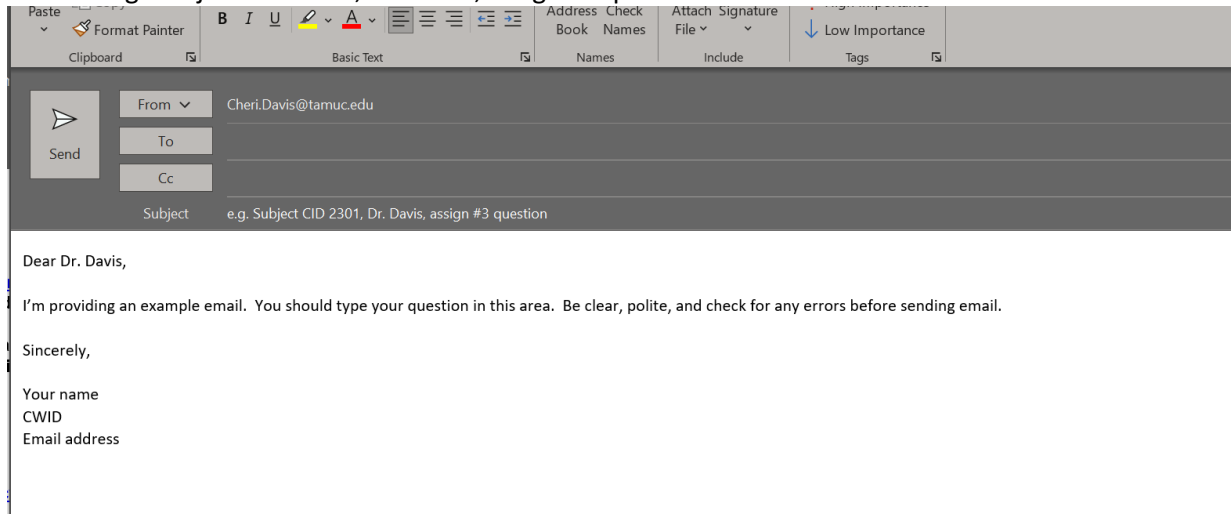 Paste
Format Painter
B I U A
Address Check
Book Names
Attach Signature
File
Low Importance
Clipboard
Basic Text
Names
Include
Tags
Send
From
Cheri.Davis@tamuc.edu
To
Cc
Subject
e.g. Subject CID 2301, Dr. Davis, assign #3 question
Dear Dr. Davis,
I'm providing an example email. You should type your question in this area. Be clear, polite, and check for any errors before sending email.
Sincerely,
Your name
CWID
Email address